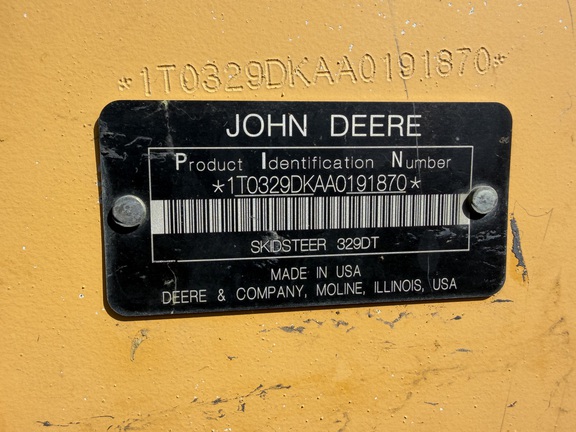 *1T0329DKAA0191870*
JOHN DEERE
Product Identification Number
*1T0329DKAA0191870*
SKIDSTEER 329DT
MADE IN USA
DEERE & COMPANY, MOLINE, ILLINOIS, USA